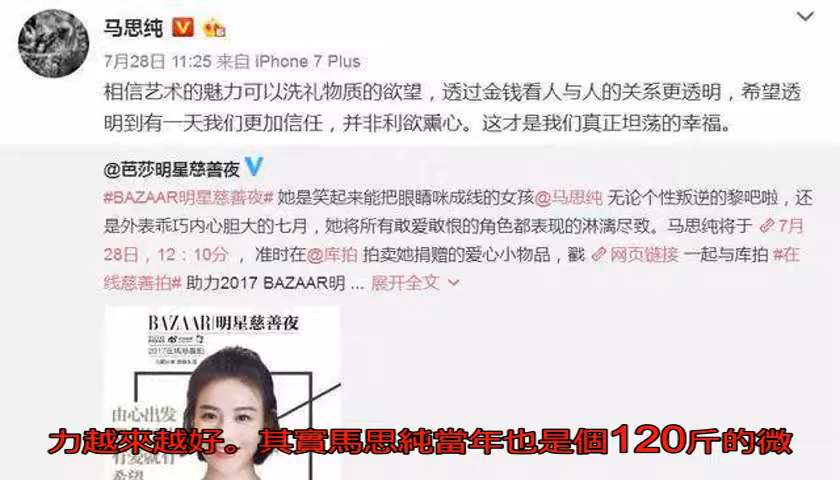 马思纯
7月28日 11:25 来自 iPhone 7 Plus
相信艺术的魅力可以洗礼物质的欲望，透过金钱看人与人的关系更透明，希望透
明到有一天我们更加信任，并非利欲熏心。这才是我们真正坦荡的幸福。
@芭莎明星慈善夜
#BAZAAR明星慈善夜# 她是笑起来能把眼睛咪成线的女孩@马思纯 无论个性叛逆的黎吧啦，还
是外表乖巧内心胆大的七月，她将所有敢爱敢恨的角色都表现的淋漓尽致。马思纯将于 7月
28日，12：10分 ，准时在@库拍 拍卖她捐赠的爱心小物品，戳 网页链接 一起与库拍 #在
线慈善拍# 助力2017 BAZAAR明 ... 展开全文
BAZAAR明星慈善夜
由心出发
希望
力越來越好。其實馬思純當年也是個120斤的微